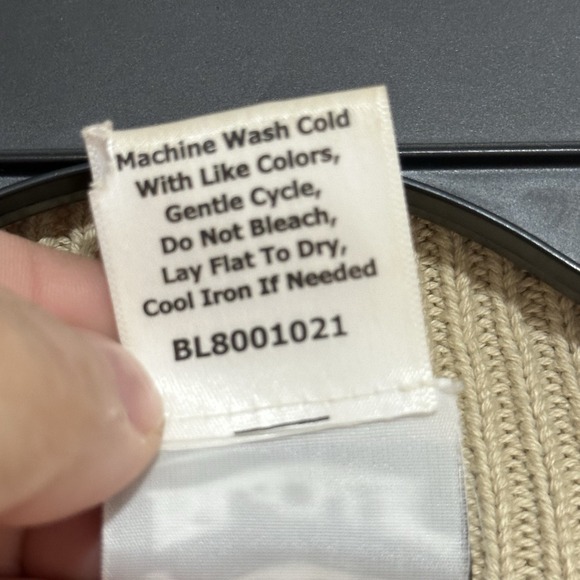 Machine Wash Cold
With Like Colors,
Gentle Cycle,
Do Not Bleach,
Lay Flat To Dry,
Cool Iron If Needed
BL8001021